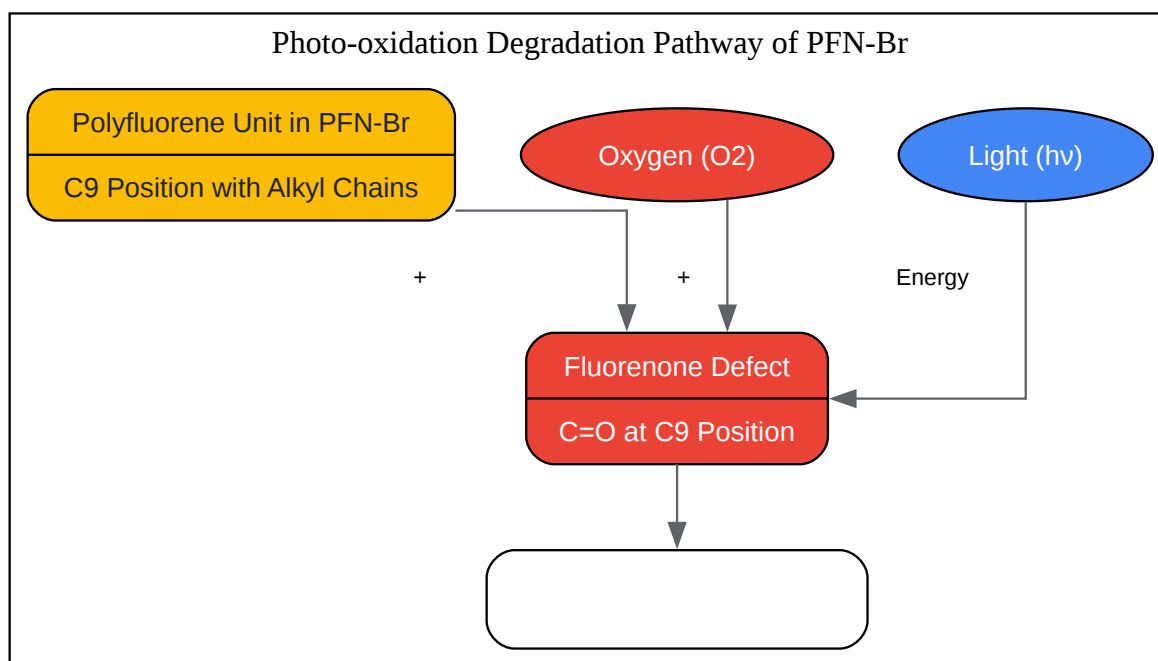 Photo-oxidation Degradation Pathway of PFN-Br
Polyfluorene Unit in PFN-Br
C9 Position with Alkyl Chains
Oxygen (O2)
Light (hν)
+
+
Energy
Fluorenone Defect
C=O at C9 Position